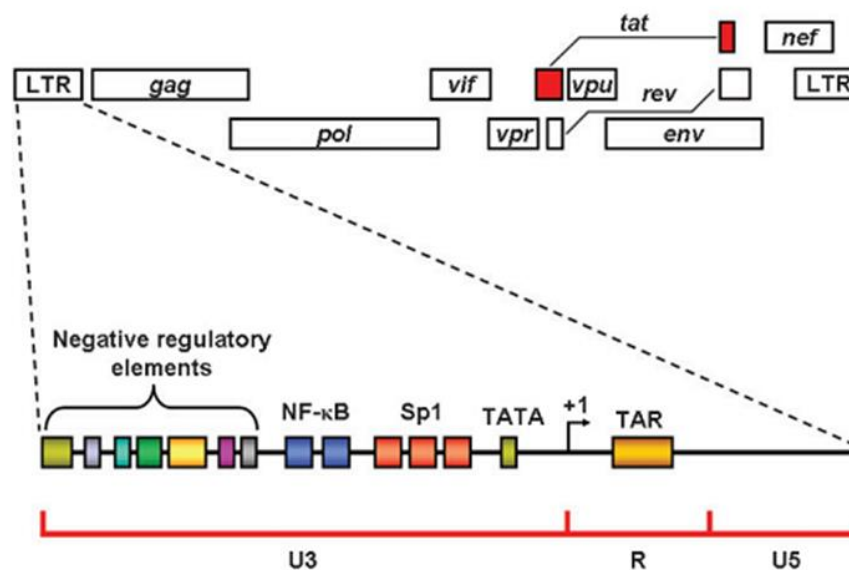 tat nef
LTR gag vif vpu rev LTR
pol vpr env
Negative regulatory
elements
NF-κB Sp1 TATA +1 TAR
U3 R U5